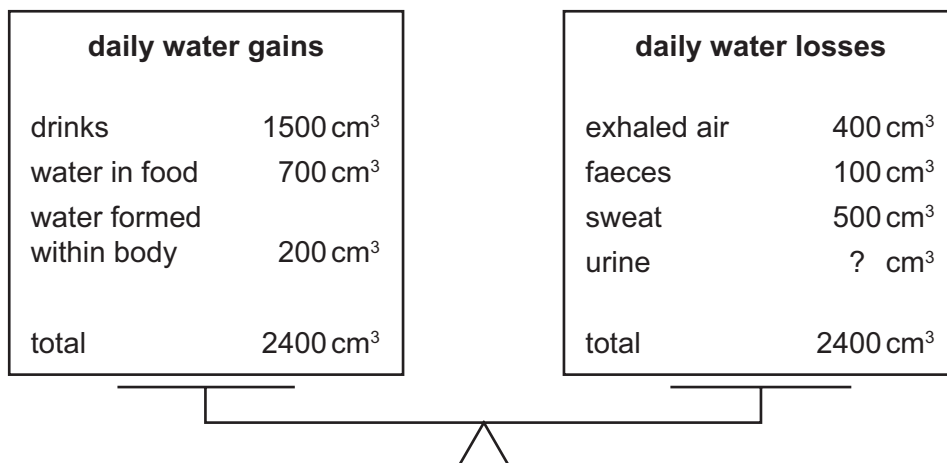 daily water gains
drinks 1500 cm³
water in food 700 cm³
water formed
within body 200 cm³
total 2400 cm³
daily water losses
exhaled air 400 cm³
faeces 100 cm³
sweat 500 cm³
urine ? cm³
total 2400 cm³